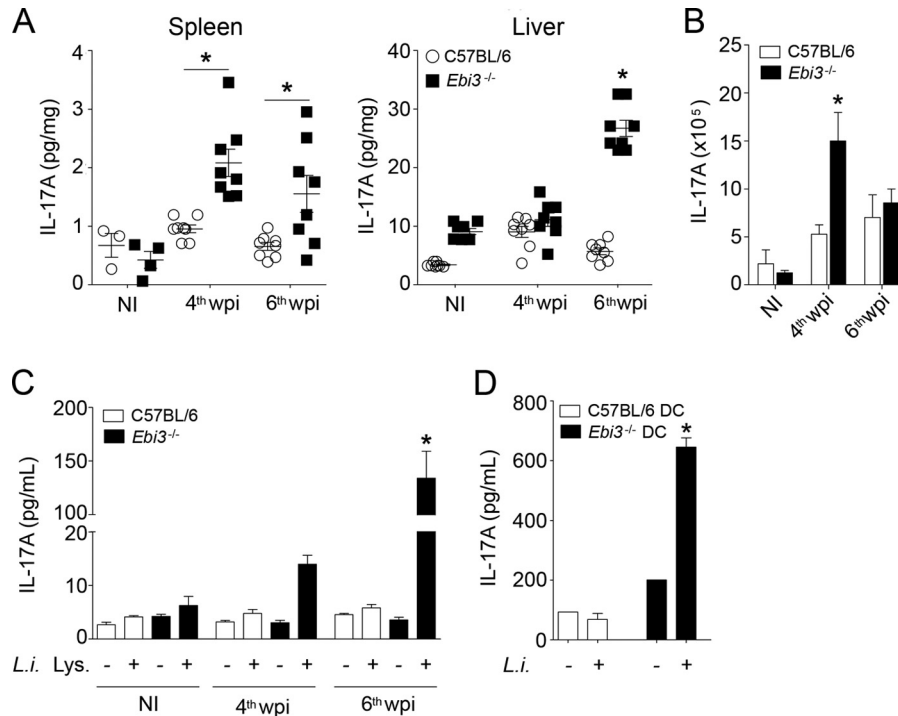 A
Spleen
IL-17A (pg/mg)
4
3
2
1
0
*
*
NI
4th wpi
6th wpi
Liver
IL-17A (pg/mg)
40
30
20
10
0
C57BL/6
Ebi3-/-
*
NI
4th wpi
6th wpi
B
C57BL/6
Ebi3-/-
IL-17A (x10⁵)
25
20
15
10
5
0
*
NI
4th wpi
6th wpi
C
C57BL/6
Ebi3-/-
IL-17A (pg/mL)
200
150
100
20
10
0
*
L.i. Lys. - + - + - + - + - + - +
NI 4th wpi 6th wpi
D
C57BL/6 DC
Ebi3-/- DC
IL-17A (pg/mL)
800
600
400
200
0
*
L.i. - + - +